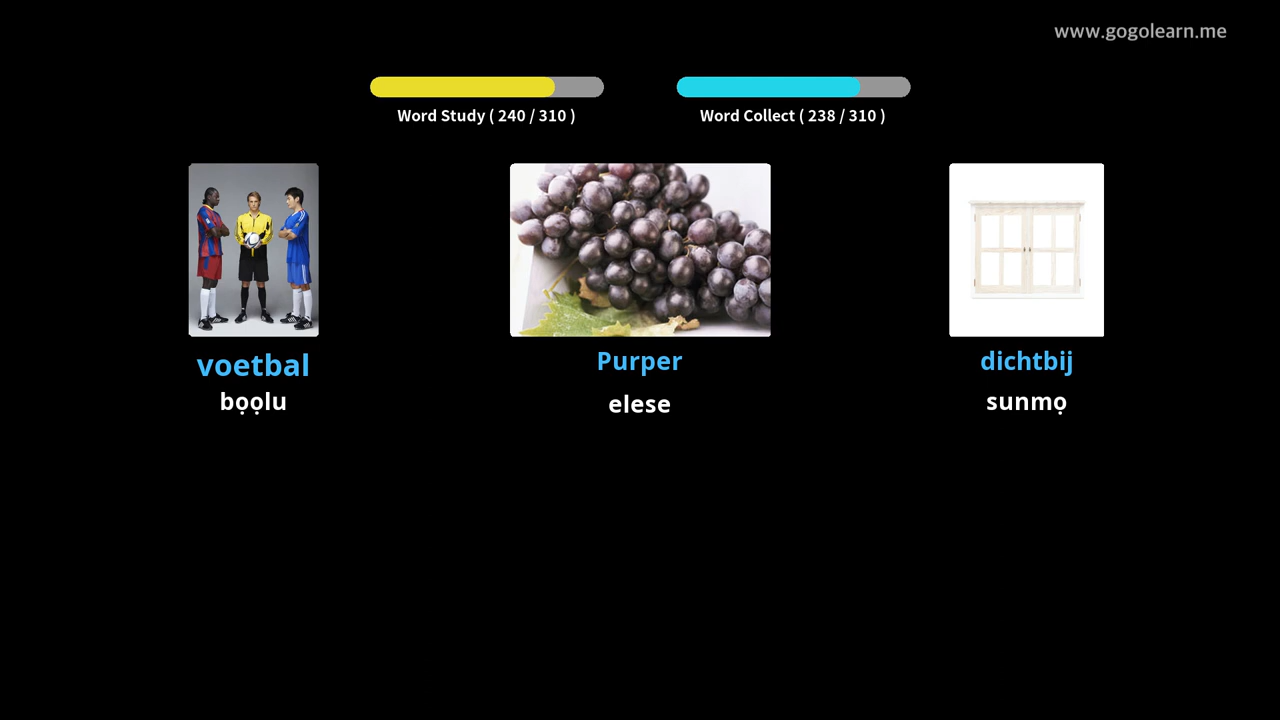 www.gogolearn.me
Word Study ( 240 / 310 )
Word Collect ( 238 / 310 )
voetbal
Purper
dichtbij
bọọlu
elese
sunmọ